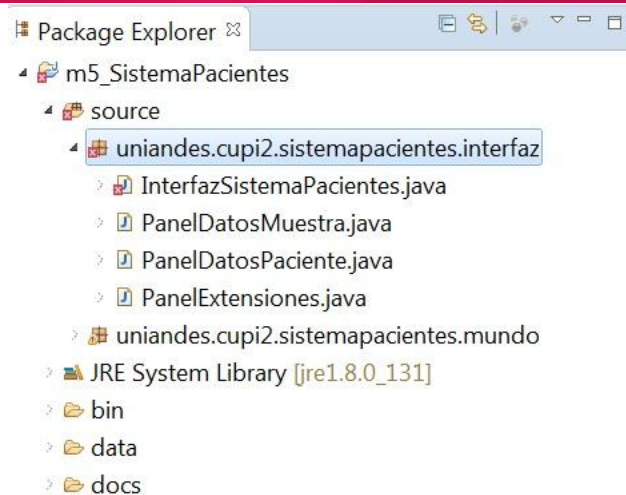 Package Explorer
m5_SistemaPacientes
source
uniandes.cupi2.sistemapacientes.interfaz
InterfazSistemaPacientes.java
PanelDatosMuestra.java
PanelDatosPaciente.java
PanelExtensiones.java
uniandes.cupi2.sistemapacientes.mundo
JRE System Library [jre1.8.0_131]
bin
data
docs